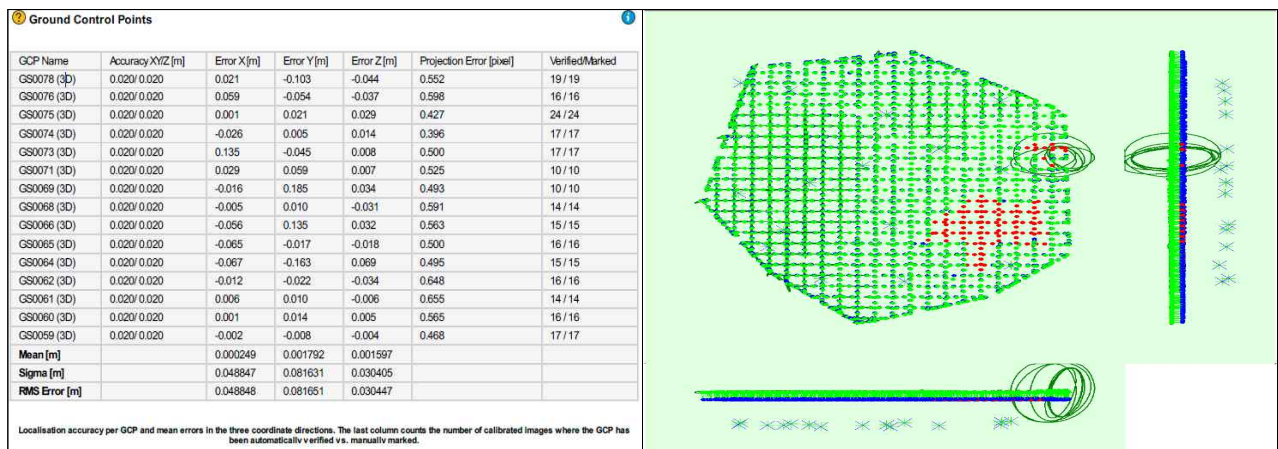 ? Ground Control Points i
GCP Name Accuracy XY/Z [m] Error X [m] Error Y [m] Error Z [m] Projection Error [pixel] Verified/Marked
GS0078 (3D) 0.020/ 0.020 0.021 -0.103 -0.044 0.552 19 / 19
GS0076 (3D) 0.020/ 0.020 0.059 -0.054 -0.037 0.598 16 / 16
GS0075 (3D) 0.020/ 0.020 0.001 0.021 0.029 0.427 24 / 24
GS0074 (3D) 0.020/ 0.020 -0.026 0.005 0.014 0.396 17 / 17
GS0073 (3D) 0.020/ 0.020 0.135 -0.045 0.008 0.500 17 / 17
GS0071 (3D) 0.020/ 0.020 0.029 0.059 0.007 0.525 10 / 10
GS0069 (3D) 0.020/ 0.020 -0.016 0.185 0.034 0.493 10 / 10
GS0068 (3D) 0.020/ 0.020 -0.005 0.010 -0.031 0.591 14 / 14
GS0066 (3D) 0.020/ 0.020 -0.056 0.135 0.032 0.563 15 / 15
GS0065 (3D) 0.020/ 0.020 -0.065 -0.017 -0.018 0.500 16 / 16
GS0064 (3D) 0.020/ 0.020 -0.067 -0.163 0.069 0.495 15 / 15
GS0062 (3D) 0.020/ 0.020 -0.012 -0.022 -0.034 0.648 16 / 16
GS0061 (3D) 0.020/ 0.020 0.006 0.010 -0.006 0.655 14 / 14
GS0060 (3D) 0.020/ 0.020 0.001 0.014 0.005 0.565 16 / 16
GS0059 (3D) 0.020/ 0.020 -0.002 -0.008 -0.004 0.468 17 / 17
Mean [m] 0.000249 0.001792 0.001597
Sigma [m] 0.048847 0.081631 0.030405
RMS Error [m] 0.048848 0.081651 0.030447
Localisation accuracy per GCP and mean errors in the three coordinate directions. The last column counts the number of calibrated images where the GCP has
been automatically verified vs. manually marked.